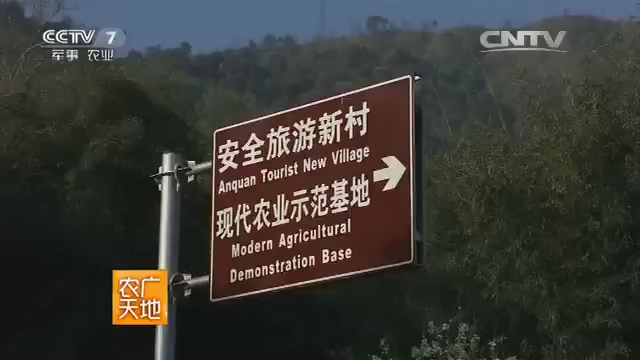 CCTV 7
军事 农业
CNTV
安全旅游新村
Anquan Tourist New Village
现代农业示范基地
Modern Agricultural
Demonstration Base
农广
天地